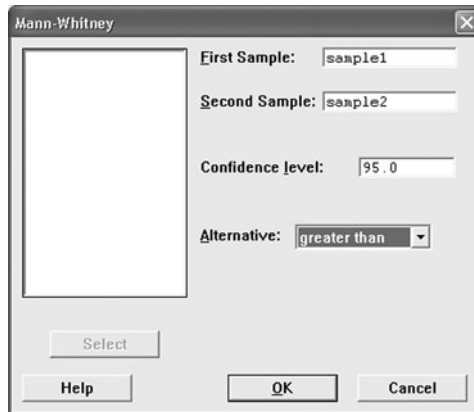 Mann-Whitney
First Sample: sample1
Second Sample: sample2
Confidence level: 95.0
Alternative: greater than
Select
Help OK Cancel